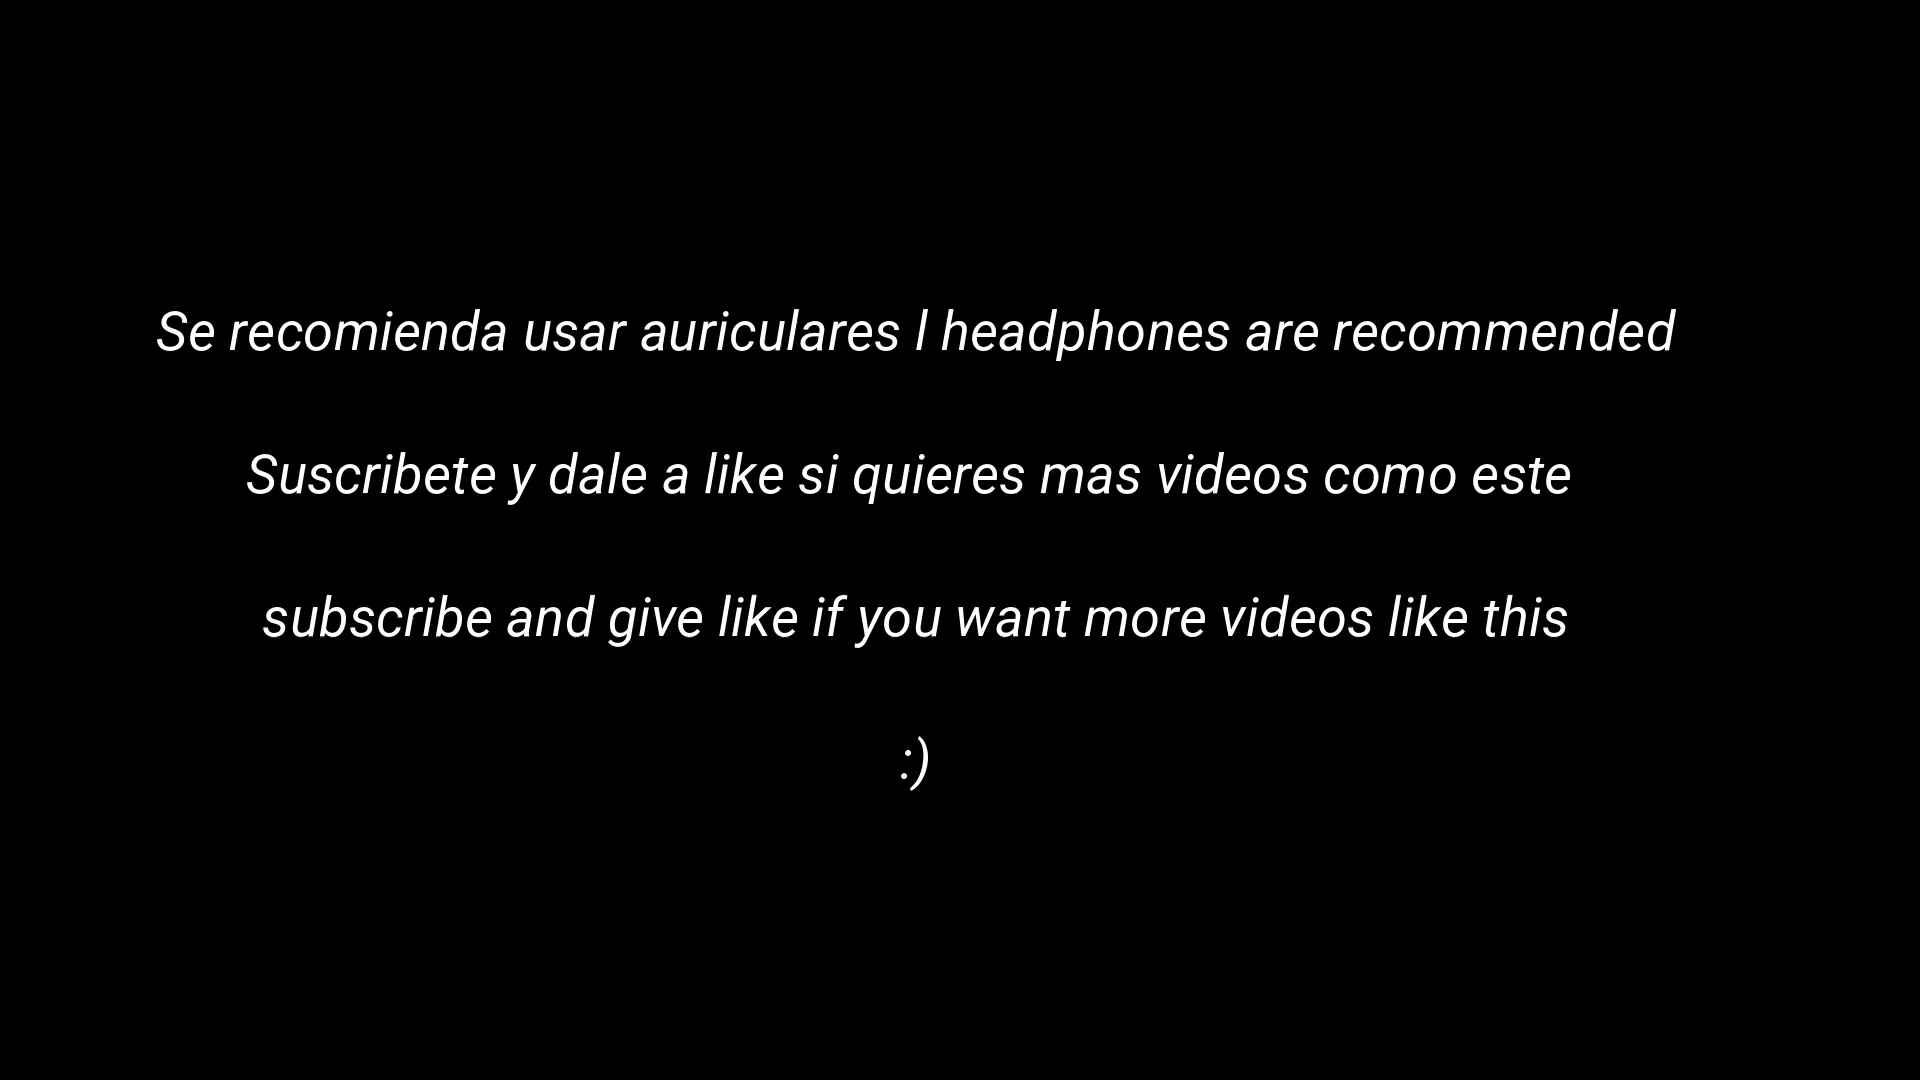 Se recomienda usar auriculares l headphones are recommended
Suscribete y dale a like si quieres mas videos como este
subscribe and give like if you want more videos like this
:)